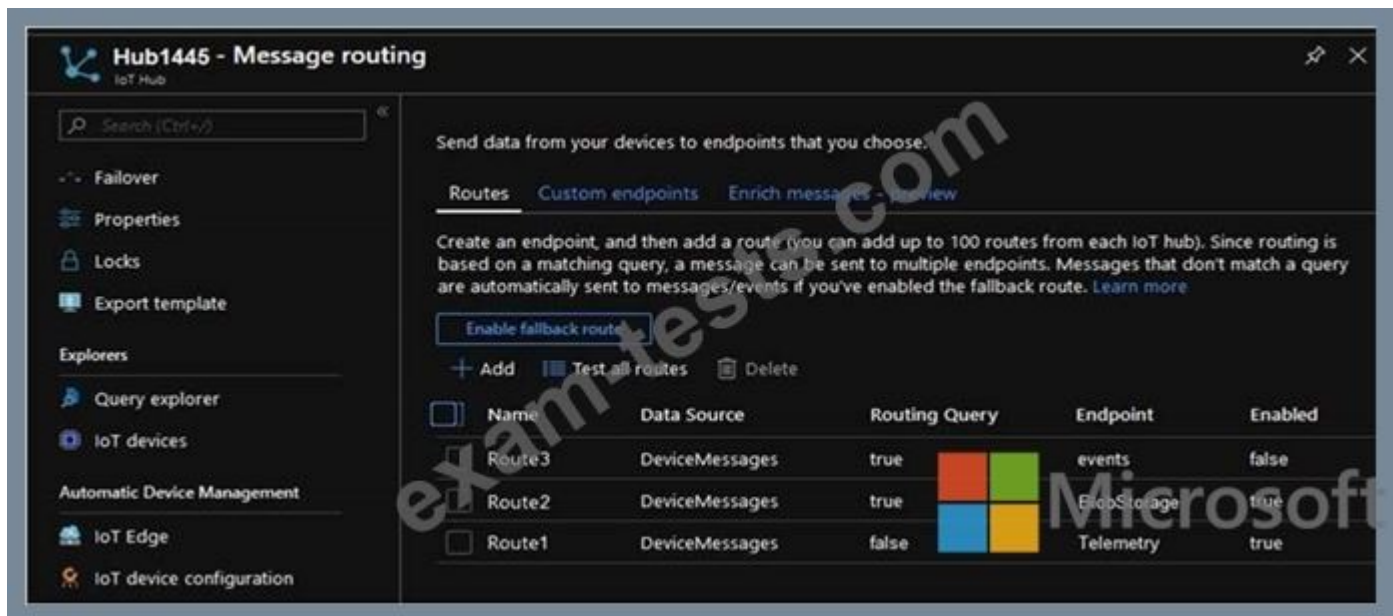 Hub1445 - Message routing
IoT Hub
Search (Ctrl+/)
Failover
Properties
Locks
Export template
Explorers
Query explorer
IoT devices
Automatic Device Management
IoT Edge
IoT device configuration
Send data from your devices to endpoints that you choose.
Routes Custom endpoints Enrich messages - preview
Create an endpoint, and then add a route (you can add up to 100 routes from each IoT hub). Since routing is
based on a matching query, a message can be sent to multiple endpoints. Messages that don't match a query
are automatically sent to messages/events if you've enabled the fallback route. Learn more
Enable fallback route
Add Test all routes Delete
Name Data Source Routing Query Endpoint Enabled
Route3 DeviceMessages true events false
Route2 DeviceMessages true BlobStorage true
Route1 DeviceMessages false Telemetry true
exam-tests.com
Microsoft